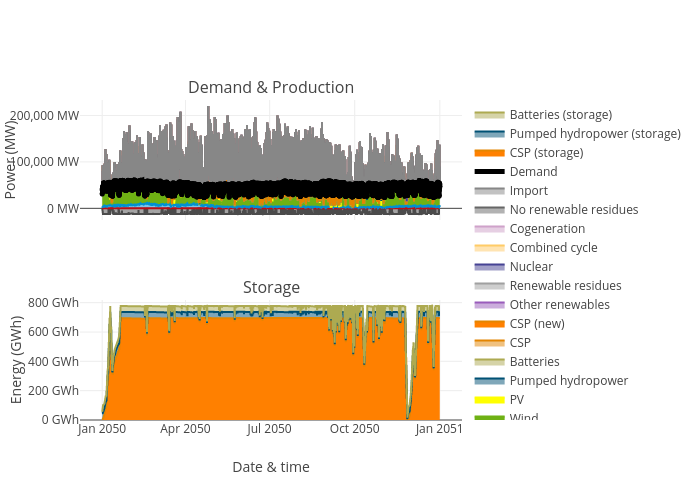 Demand & Production
200,000 MW
100,000 MW
0 MW
Power (MW)
Storage
800 GWh
600 GWh
400 GWh
200 GWh
0 GWh
Energy (GWh)
Jan 2050
Apr 2050
Jul 2050
Oct 2050
Jan 2051
Date & time
Batteries (storage)
Pumped hydropower (storage)
CSP (storage)
Demand
Import
No renewable residues
Cogeneration
Combined cycle
Nuclear
Renewable residues
Other renewables
CSP (new)
CSP
Batteries
Pumped hydropower
PV
Wind